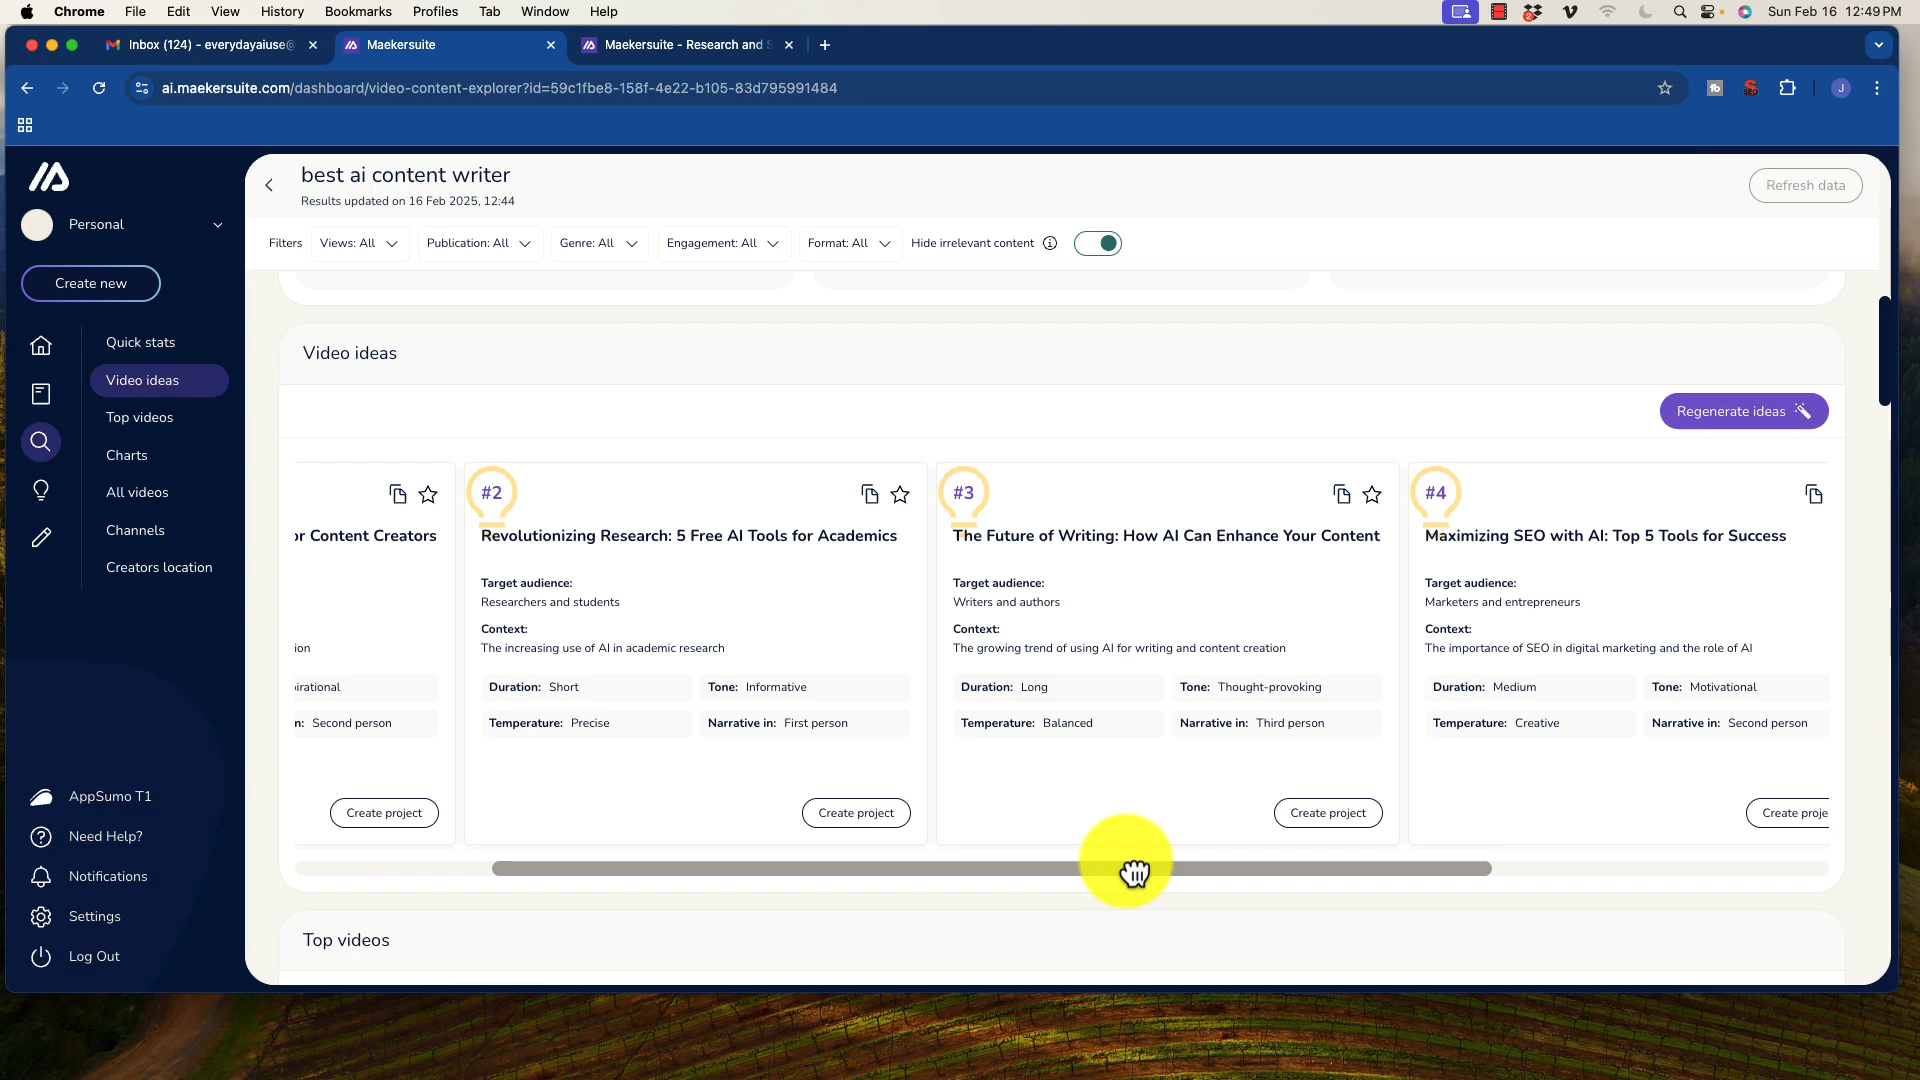 Chrome File Edit View History Bookmarks Profiles Tab Window Help
2
Sun Feb 16 12:49 PM
Inbox (124) - everydayaiuse@
Maekersuite
Maekersuite - Research and S
ai.maekersuite.com/dashboard/video-content-explorer?id=59c1fbe8-158f-4e22-b105-83d795991484
tb
SEO
J
Personal
Create new
Quick stats
Video ideas
Top videos
Charts
All videos
Channels
Creators location
AppSumo T1
Need Help?
Notifications
Settings
Log Out
best ai content writer
Results updated on 16 Feb 2025, 12:44
Refresh data
Filters Views: All Publication: All Genre: All Engagement: All Format: All Hide irrelevant content
Video ideas
Regenerate ideas
or Content Creators
ion
irational
n: Second person
Create project
#2
Revolutionizing Research: 5 Free AI Tools for Academics
Target audience:
Researchers and students
Context:
The increasing use of AI in academic research
Duration: Short Tone: Informative
Temperature: Precise Narrative in: First person
Create project
#3
The Future of Writing: How AI Can Enhance Your Content
Target audience:
Writers and authors
Context:
The growing trend of using AI for writing and content creation
Duration: Long Tone: Thought-provoking
Temperature: Balanced Narrative in: Third person
Create project
#4
Maximizing SEO with AI: Top 5 Tools for Success
Target audience:
Marketers and entrepreneurs
Context:
The importance of SEO in digital marketing and the role of AI
Duration: Medium Tone: Motivational
Temperature: Creative Narrative in: Second person
Create proje
Top videos